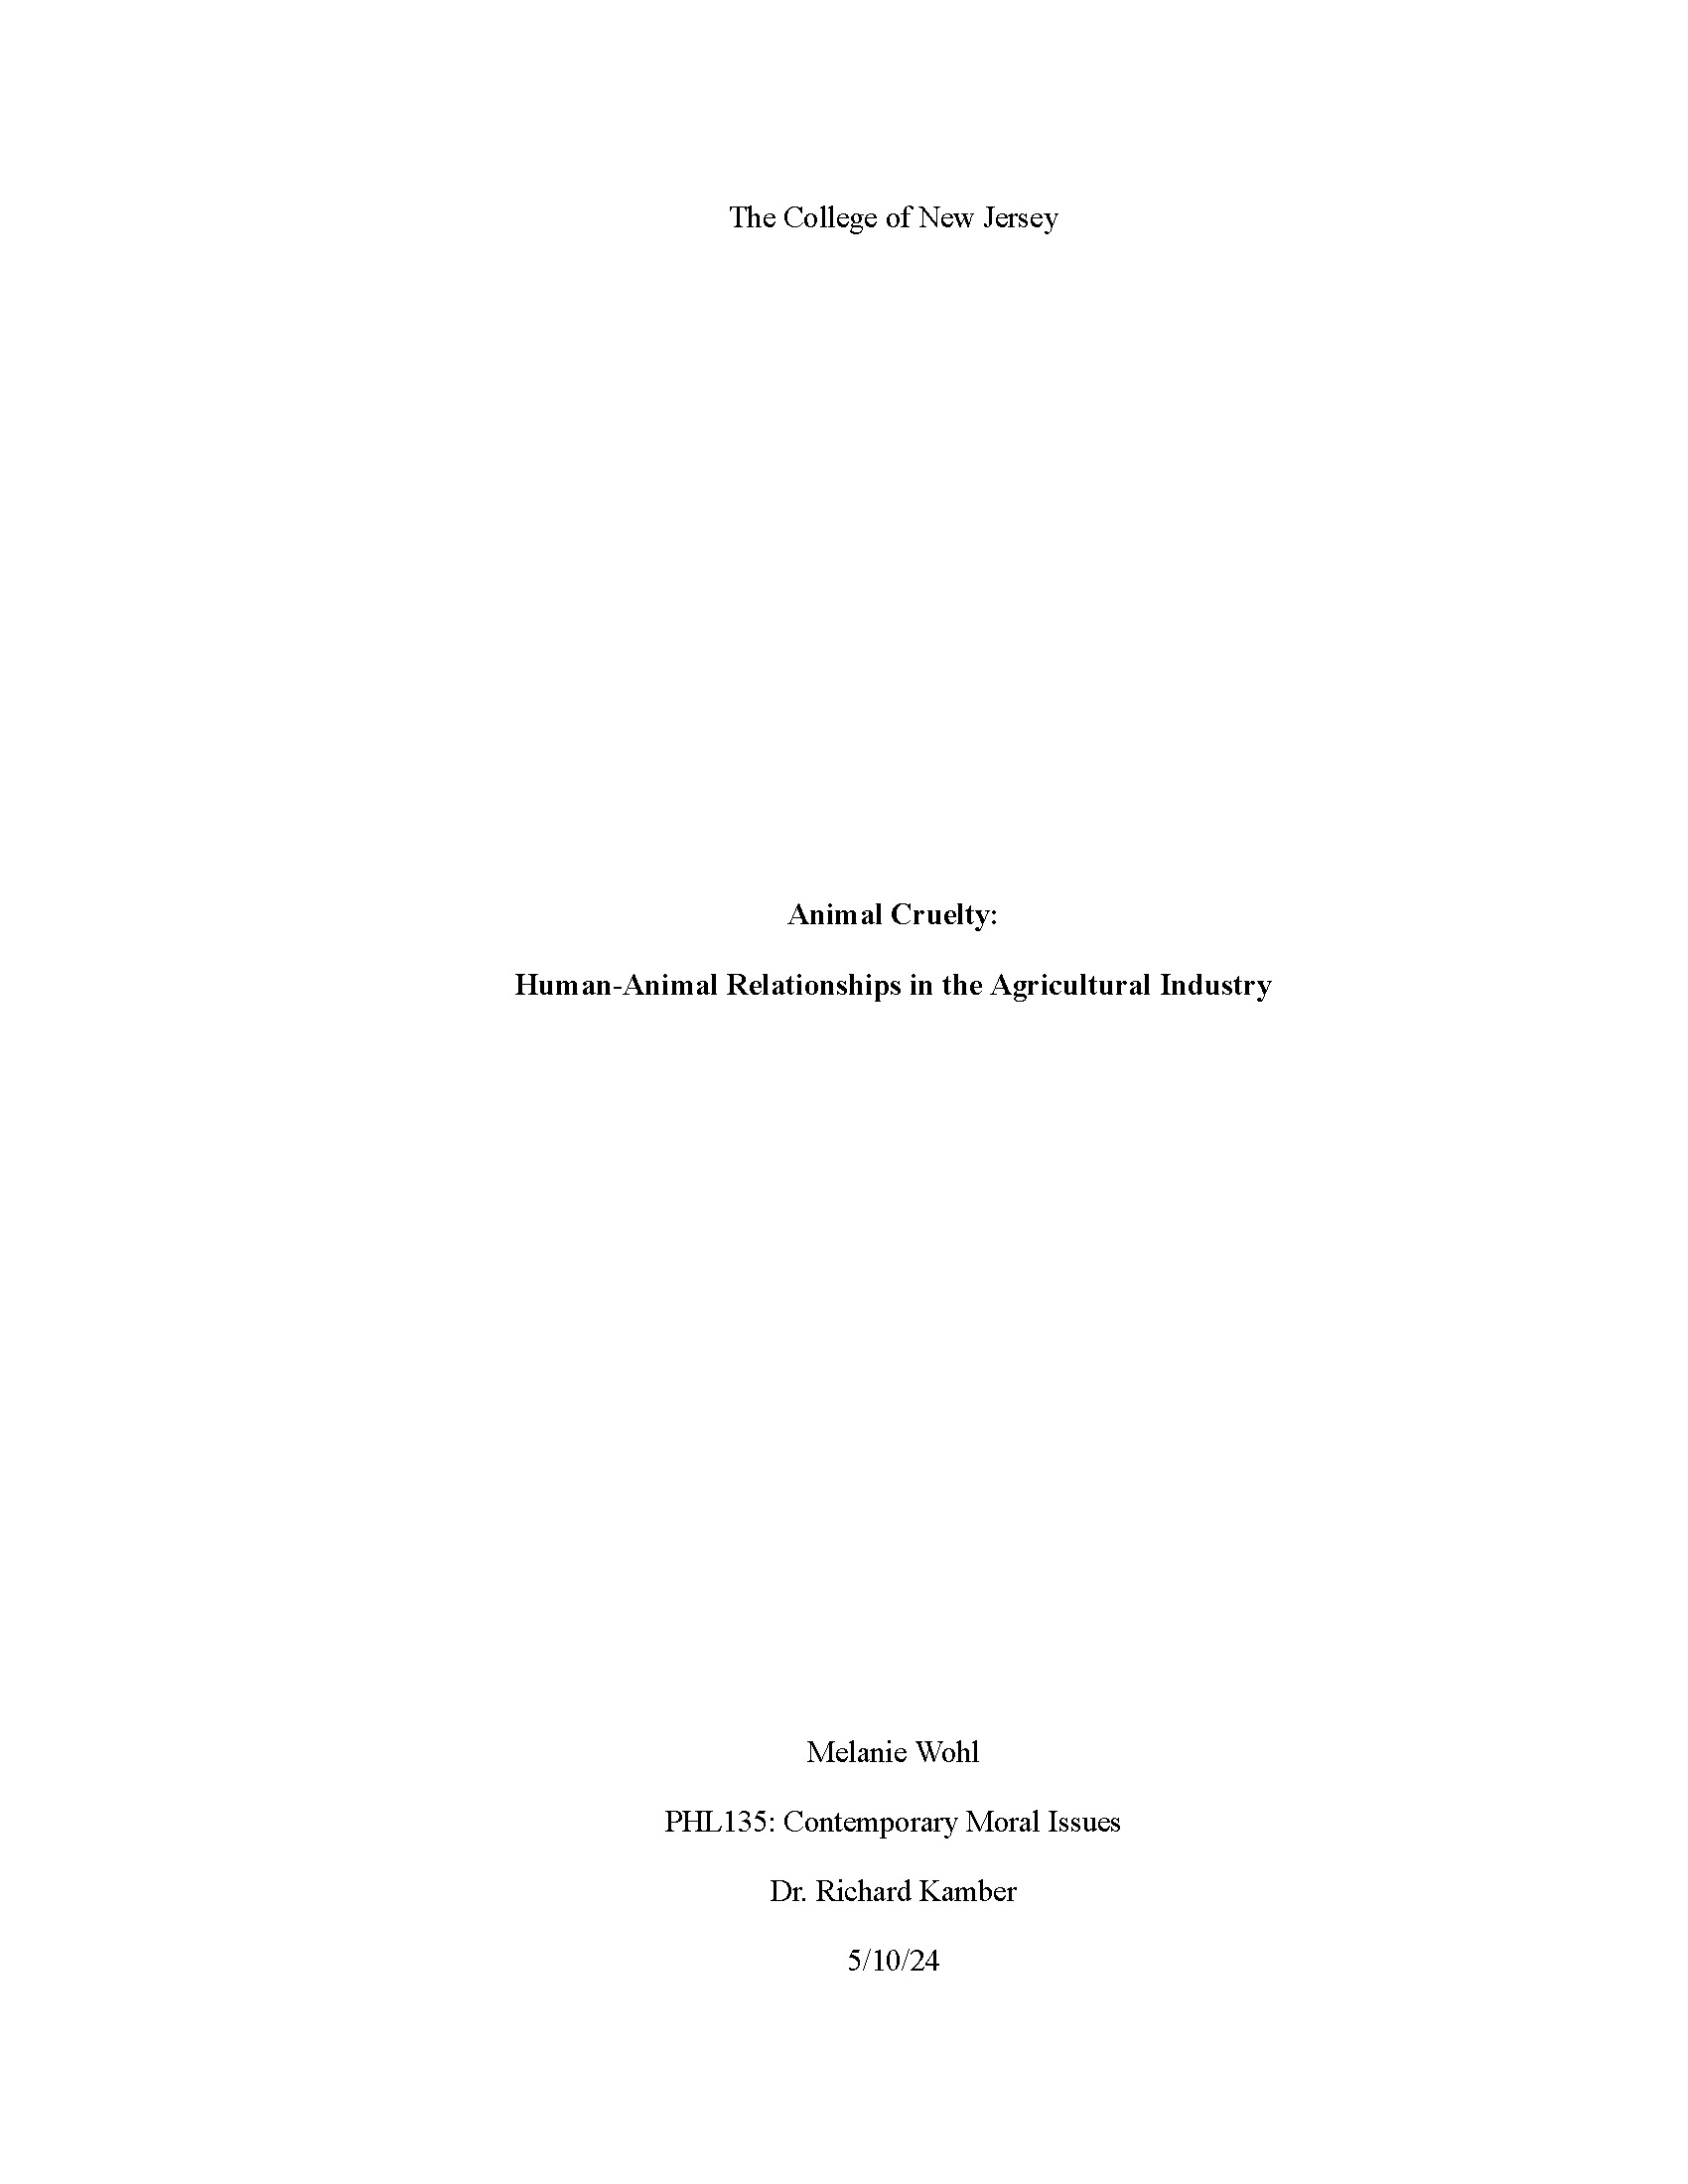 The College of New Jersey
Animal Cruelty:
Human-Animal Relationships in the Agricultural Industry
Melanie Wohl
PHL135: Contemporary Moral Issues
Dr. Richard Kamber
5/10/24